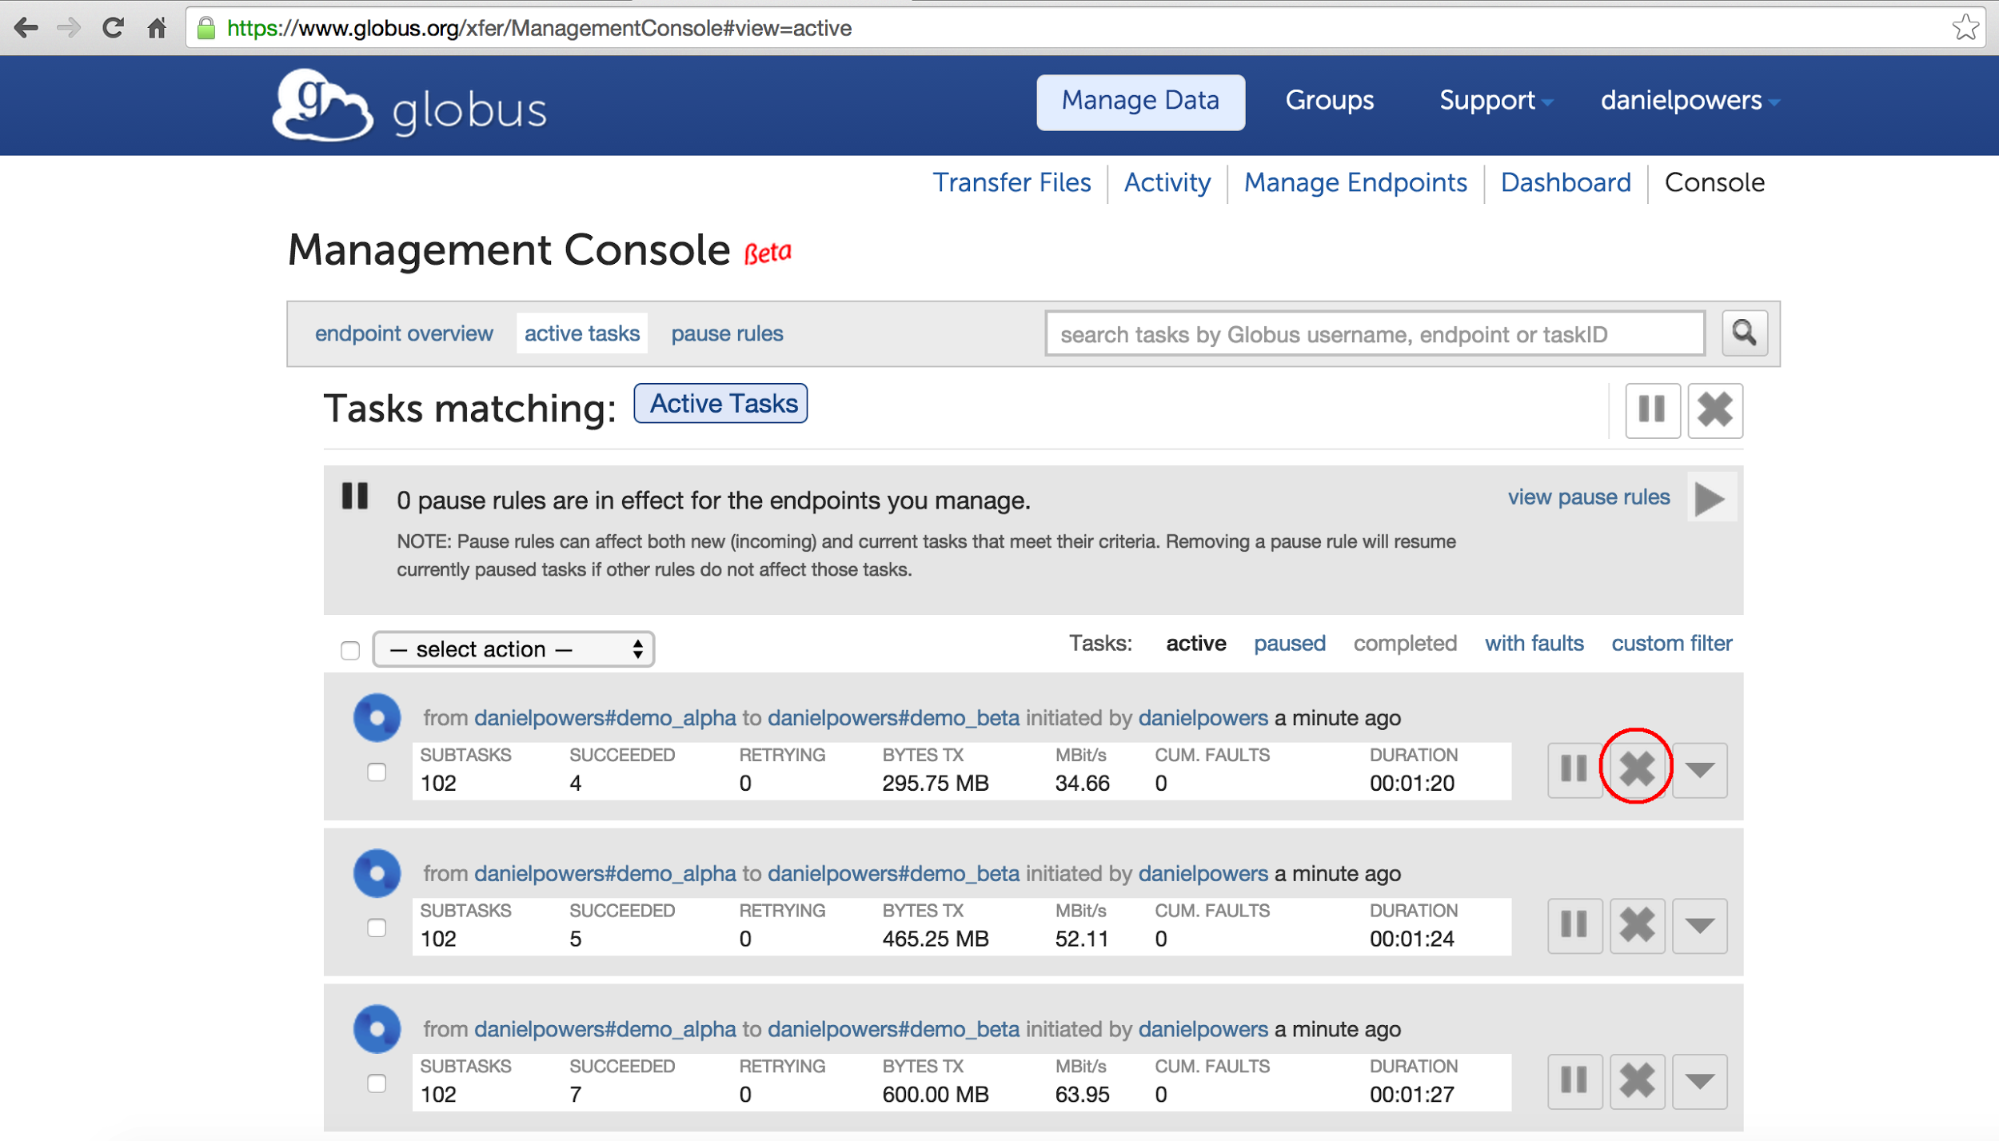 https://www.globus.org/xfer/ManagementConsole#view=active
g globus Manage Data Groups Support danielpowers
Transfer Files Activity Manage Endpoints Dashboard Console
Management Console Beta
endpoint overview active tasks pause rules search tasks by Globus username, endpoint or taskID
Tasks matching: Active Tasks
0 pause rules are in effect for the endpoints you manage. view pause rules
NOTE: Pause rules can affect both new (incoming) and current tasks that meet their criteria. Removing a pause rule will resume
currently paused tasks if other rules do not affect those tasks.
— select action — Tasks: active paused completed with faults custom filter
from danielpowers#demo_alpha to danielpowers#demo_beta initiated by danielpowers a minute ago
SUBTASKS SUCCEEDED RETRYING BYTES TX MBit/s CUM. FAULTS DURATION
102 4 0 295.75 MB 34.66 0 00:01:20
from danielpowers#demo_alpha to danielpowers#demo_beta initiated by danielpowers a minute ago
SUBTASKS SUCCEEDED RETRYING BYTES TX MBit/s CUM. FAULTS DURATION
102 5 0 465.25 MB 52.11 0 00:01:24
from danielpowers#demo_alpha to danielpowers#demo_beta initiated by danielpowers a minute ago
SUBTASKS SUCCEEDED RETRYING BYTES TX MBit/s CUM. FAULTS DURATION
102 7 0 600.00 MB 63.95 0 00:01:27